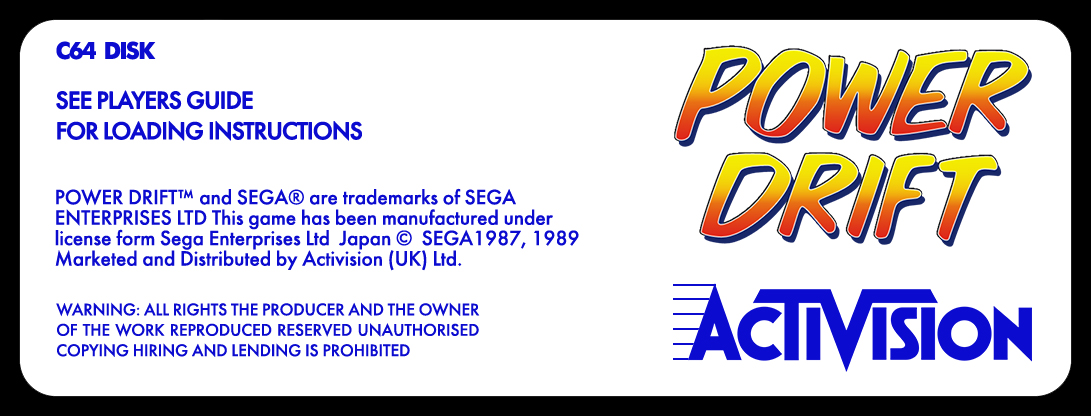 C64 DISK
SEE PLAYERS GUIDE
FOR LOADING INSTRUCTIONS
POWER DRIFT™ and SEGA® are trademarks of SEGA
ENTERPRISES LTD This game has been manufactured under
license form Sega Enterprises Ltd Japan © SEGA1987, 1989
Marketed and Distributed by Activision (UK) Ltd.
WARNING: ALL RIGHTS THE PRODUCER AND THE OWNER
OF THE WORK REPRODUCED RESERVED UNAUTHORISED
COPYING HIRING AND LENDING IS PROHIBITED
POWER
DRIFT
ACTIVISION